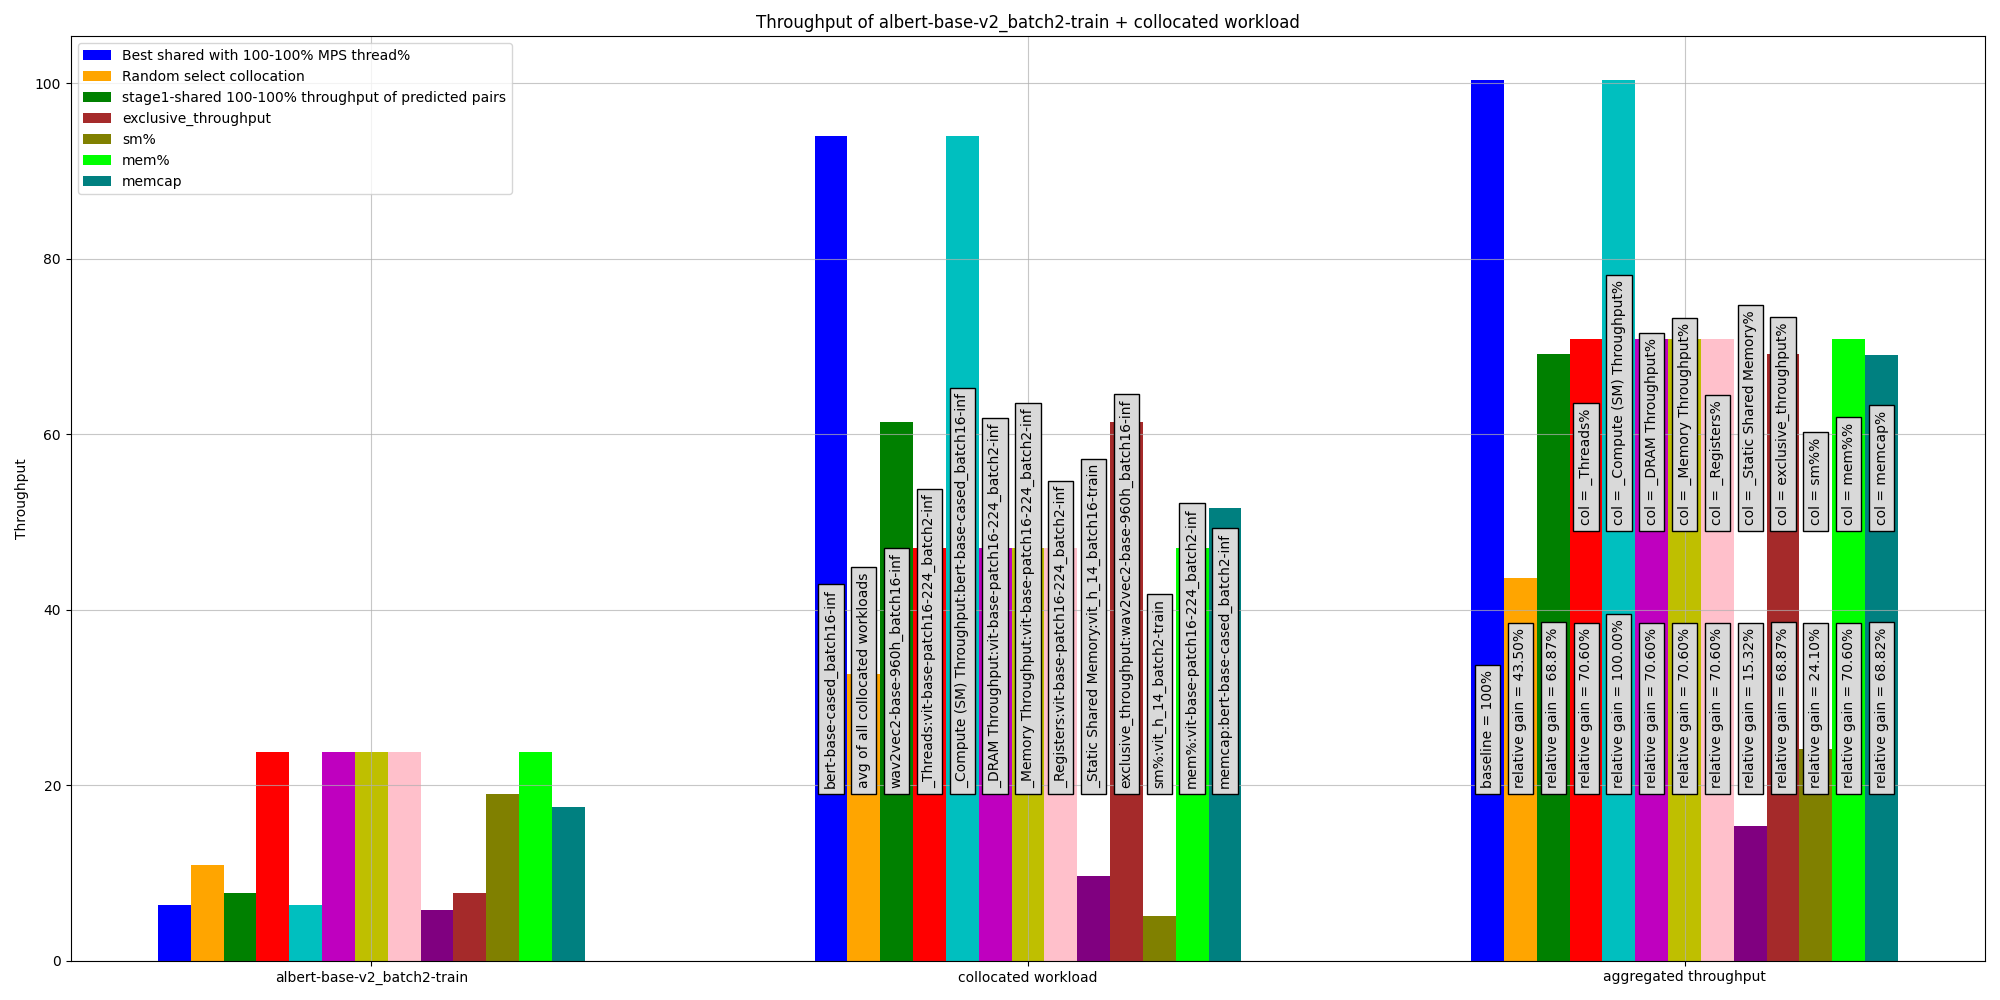 Throughput of albert-base-v2_batch2-train + collocated workload
Best shared with 100-100% MPS thread%
Random select collocation
stage1-shared 100-100% throughput of predicted pairs
exclusive_throughput
sm%
mem%
memcap
Throughput
100
80
60
40
20
0
bert-base-cased_batch16-inf
avg of all collocated workloads
wav2vec2-base-960h_batch16-inf
_Threads:vit-base-patch16-224_batch2-inf
_Compute (SM) Throughput:bert-base-cased_batch16-inf
_DRAM Throughput:vit-base-patch16-224_batch2-inf
_Memory Throughput:vit-base-patch16-224_batch2-inf
_Registers:vit-base-patch16-224_batch2-inf
_Static Shared Memory:vit_h_14_batch16-train
exclusive_throughput:wav2vec2-base-960h_batch16-inf
sm%:vit_h_14_batch2-train
mem%:vit-base-patch16-224_batch2-inf
memcap:bert-base-cased_batch2-inf
col = _Threads%
col = _Compute (SM) Throughput%
col = _DRAM Throughput%
col = _Memory Throughput%
col = _Registers%
col = _Static Shared Memory%
col = exclusive_throughput%
col = sm%%
col = mem%%
col = memcap%
baseline = 100%
relative gain = 43.50%
relative gain = 68.87%
relative gain = 70.60%
relative gain = 100.00%
relative gain = 70.60%
relative gain = 70.60%
relative gain = 70.60%
relative gain = 15.32%
relative gain = 68.87%
relative gain = 24.10%
relative gain = 70.60%
relative gain = 68.82%
albert-base-v2_batch2-train
collocated workload
aggregated throughput